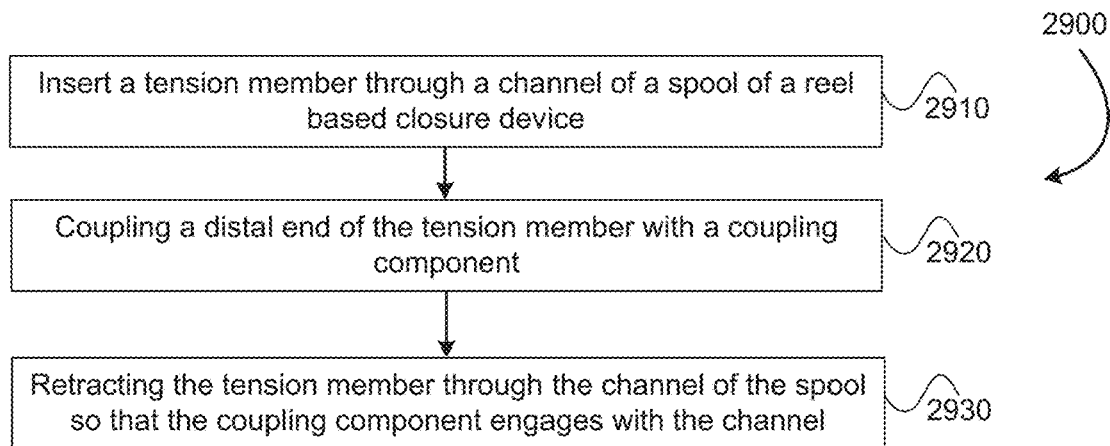 2900
Insert a tension member through a channel of a spool of a reel
based closure device
2910
Coupling a distal end of the tension member with a coupling
component
2920
Retracting the tension member through the channel of the spool
so that the coupling component engages with the channel
2930